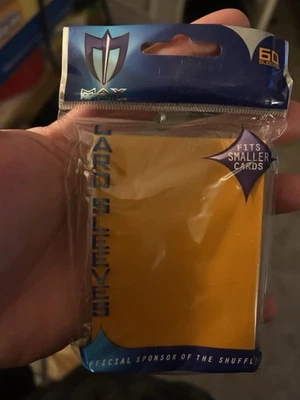 60
MAX
FITS
SMALLER
CARDS
CARD SLEEVES
OFFICIAL SPONSOR OF THE SHUFFLE